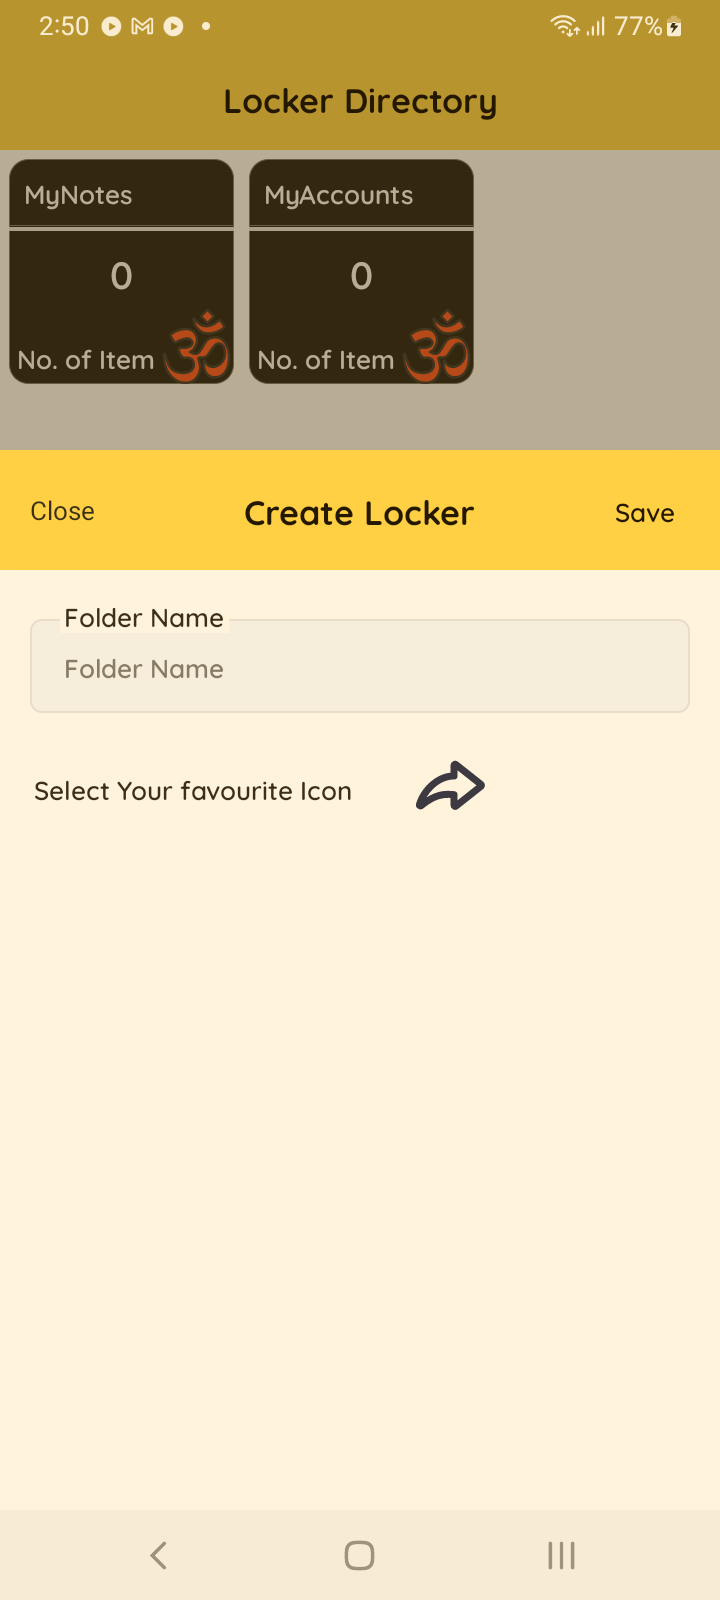 2:50
77%
Locker Directory
MyNotes
0
No. of Item
ॐ
MyAccounts
0
No. of Item
ॐ
Close
Create Locker
Save
Folder Name
Folder Name
Select Your favourite Icon